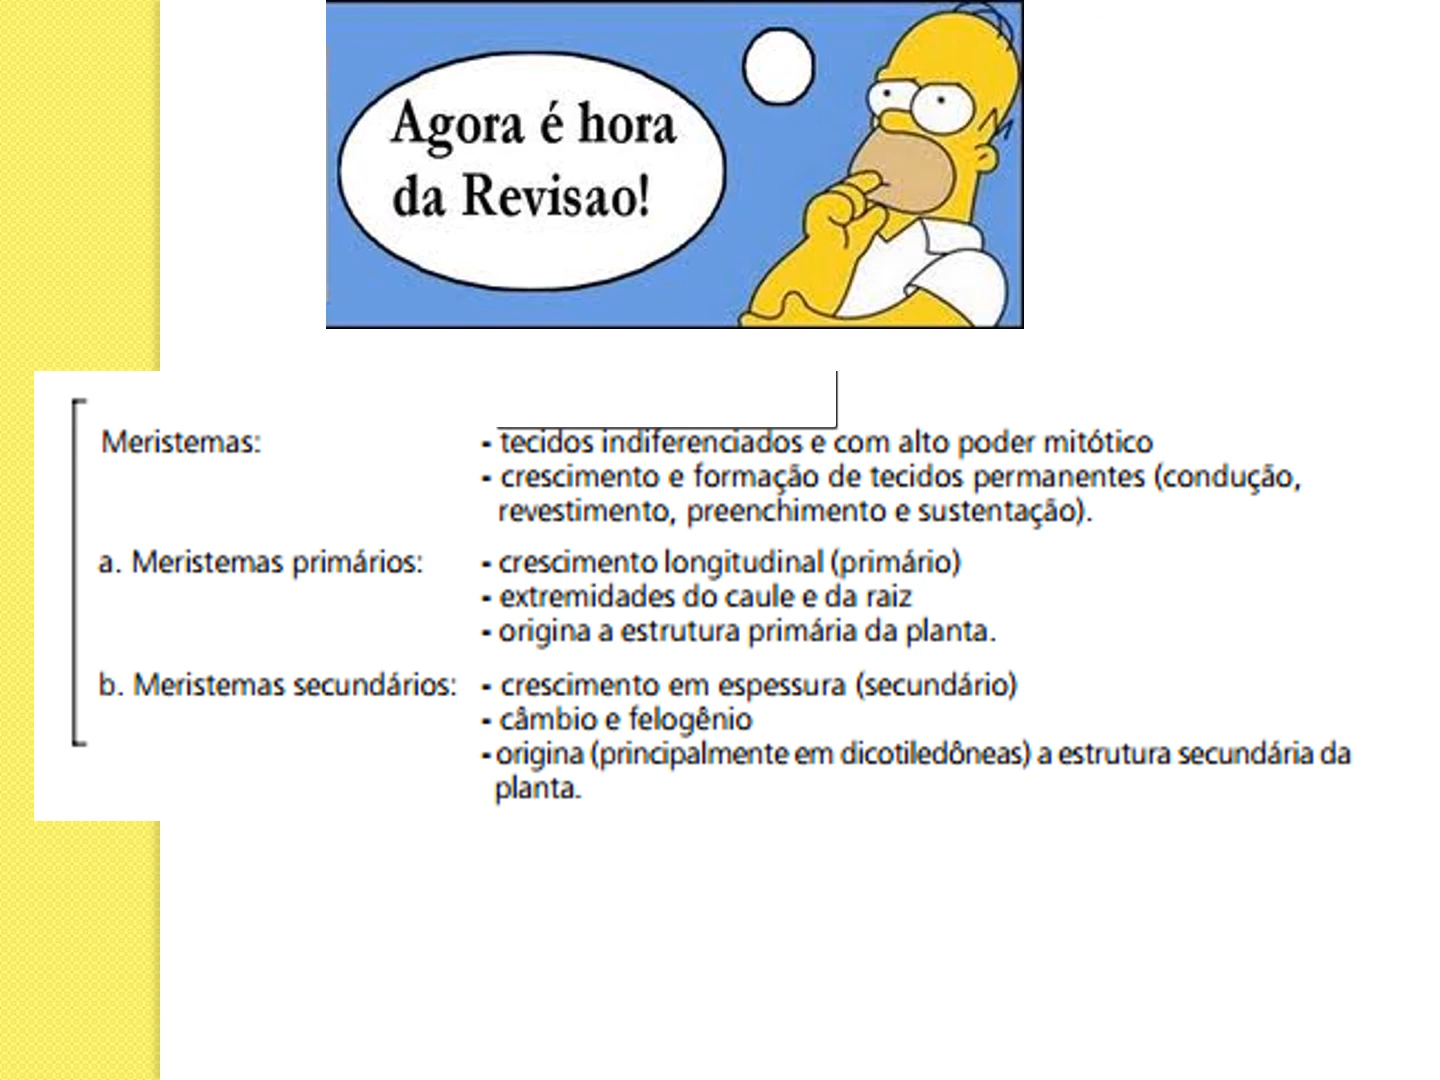 Agora é hora
da Revisao!
Meristemas:
- tecidos indiferenciados e com alto poder mitótico
- crescimento e formação de tecidos permanentes (condução,
revestimento, preenchimento e sustentação).
a. Meristemas primários:
- crescimento longitudinal (primário)
- extremidades do caule e da raiz
- origina a estrutura primária da planta.
b. Meristemas secundários:
- crescimento em espessura (secundário)
- câmbio e felogênio
- origina (principalmente em dicotiledôneas) a estrutura secundária da
planta.